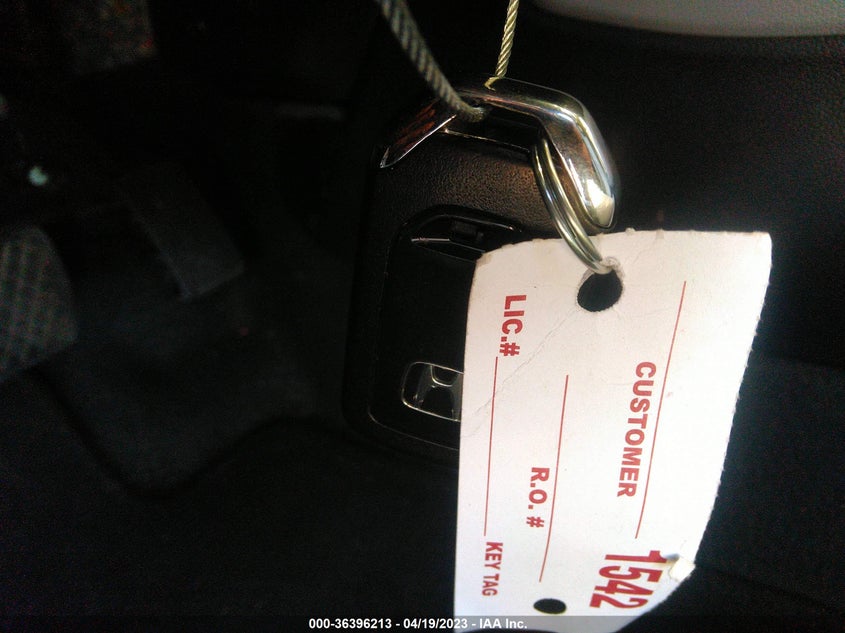 LIC.#
R.O. #
CUSTOMER
KEY TAG
1542
000-36396213 - 04/19/2023 - IAA Inc.